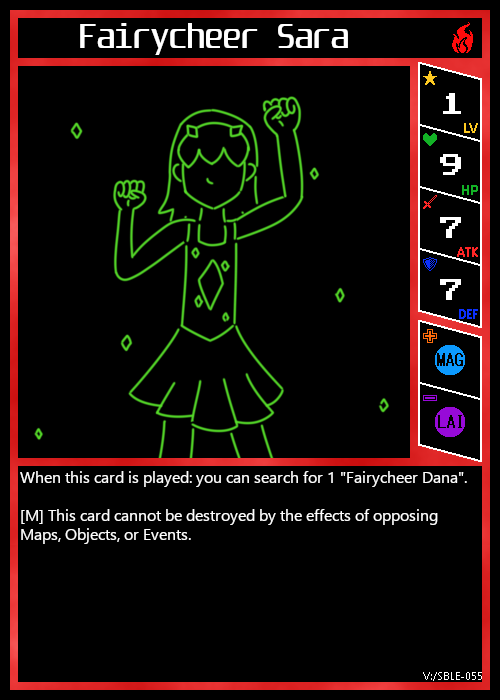 Fairycheer Sara
1
LV
9
HP
7
ATK
7
DEF
MAG
LAI
When this card is played: you can search for 1 "Fairycheer Dana".
[M] This card cannot be destroyed by the effects of opposing
Maps, Objects, or Events.
V:/SBLE-055